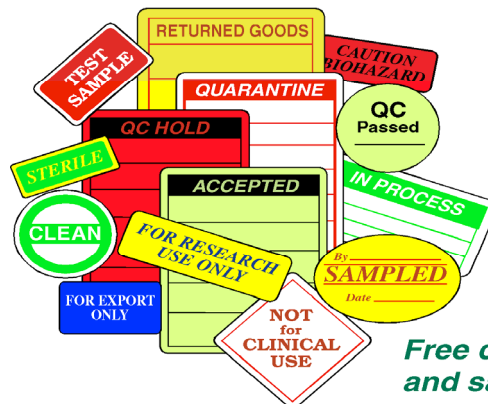 RETURNED GOODS
TEST
SAMPLE
CAUTION
BIOHAZARD
QUARANTINE
QC
Passed
QC HOLD
STERILE
ACCEPTED
IN PROCESS
CLEAN
FOR RESEARCH
USE ONLY
By
SAMPLED
Date
FOR EXPORT
ONLY
NOT
for
CLINICAL
USE
Free
and